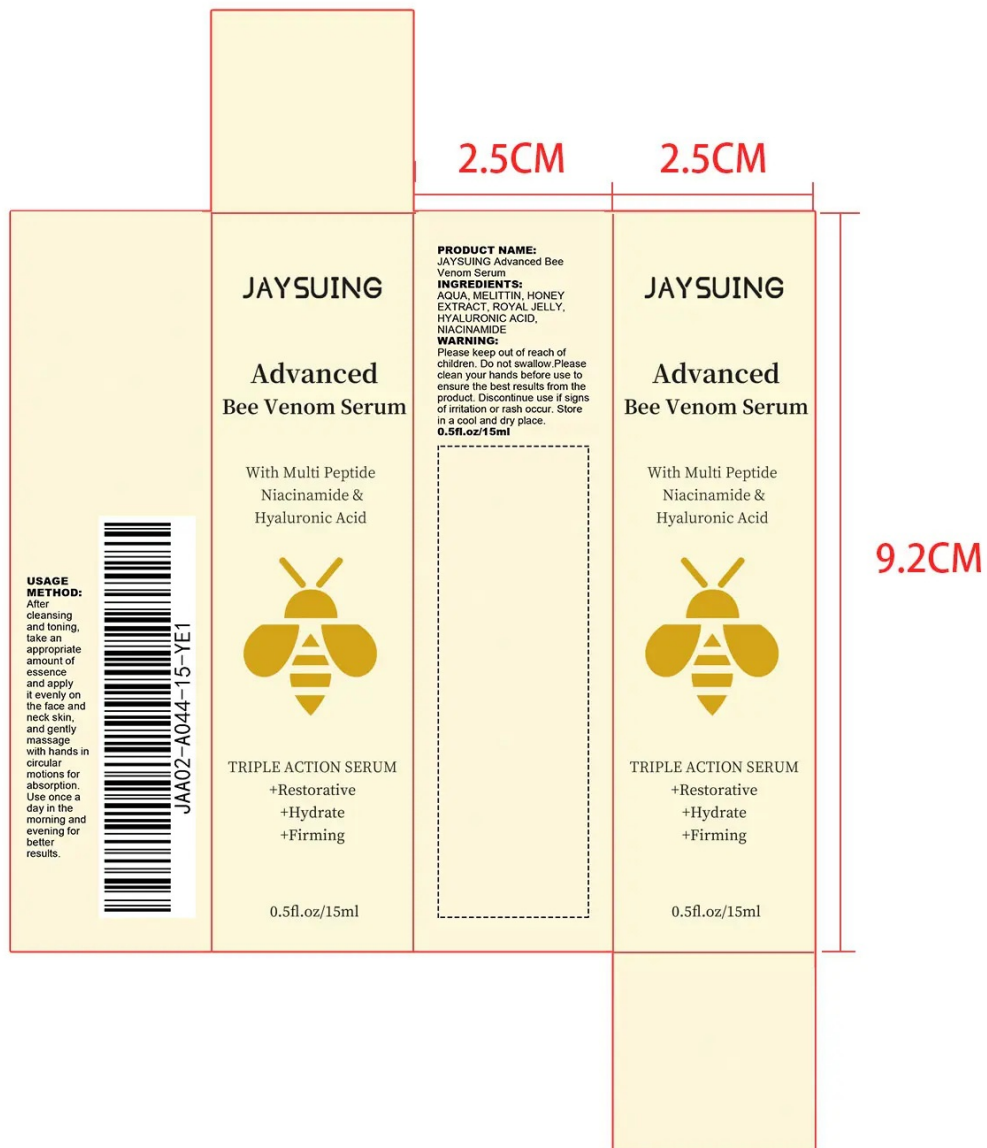 2.5CM
2.5CM
9.2CM
USAGE
METHOD:
After
cleansing
and toning,
take an
appropriate
amount of
essence
and apply
it evenly on
the face and
neck skin,
and gently
massage
with hands in
circular
motions for
absorption.
Use once a
day in the
morning and
evening for
better
results.
JAA02-A044-15-YE1
JAYSUING
Advanced
Bee Venom Serum
With Multi Peptide
Niacinamide &
Hyaluronic Acid
TRIPLE ACTION SERUM
+Restorative
+Hydrate
+Firming
0.5fl.oz/15ml
PRODUCT NAME:
JAYSUING Advanced Bee
Venom Serum
INGREDIENTS:
AQUA, MELITTIN, HONEY
EXTRACT, ROYAL JELLY,
HYALURONIC ACID,
NIACINAMIDE
WARNING:
Please keep out of reach of
children. Do not swallow.Please
clean your hands before use to
ensure the best results from the
product. Discontinue use if signs
of irritation or rash occur. Store
in a cool and dry place.
0.5fl.oz/15ml
JAYSUING
Advanced
Bee Venom Serum
With Multi Peptide
Niacinamide &
Hyaluronic Acid
TRIPLE ACTION SERUM
+Restorative
+Hydrate
+Firming
0.5fl.oz/15ml